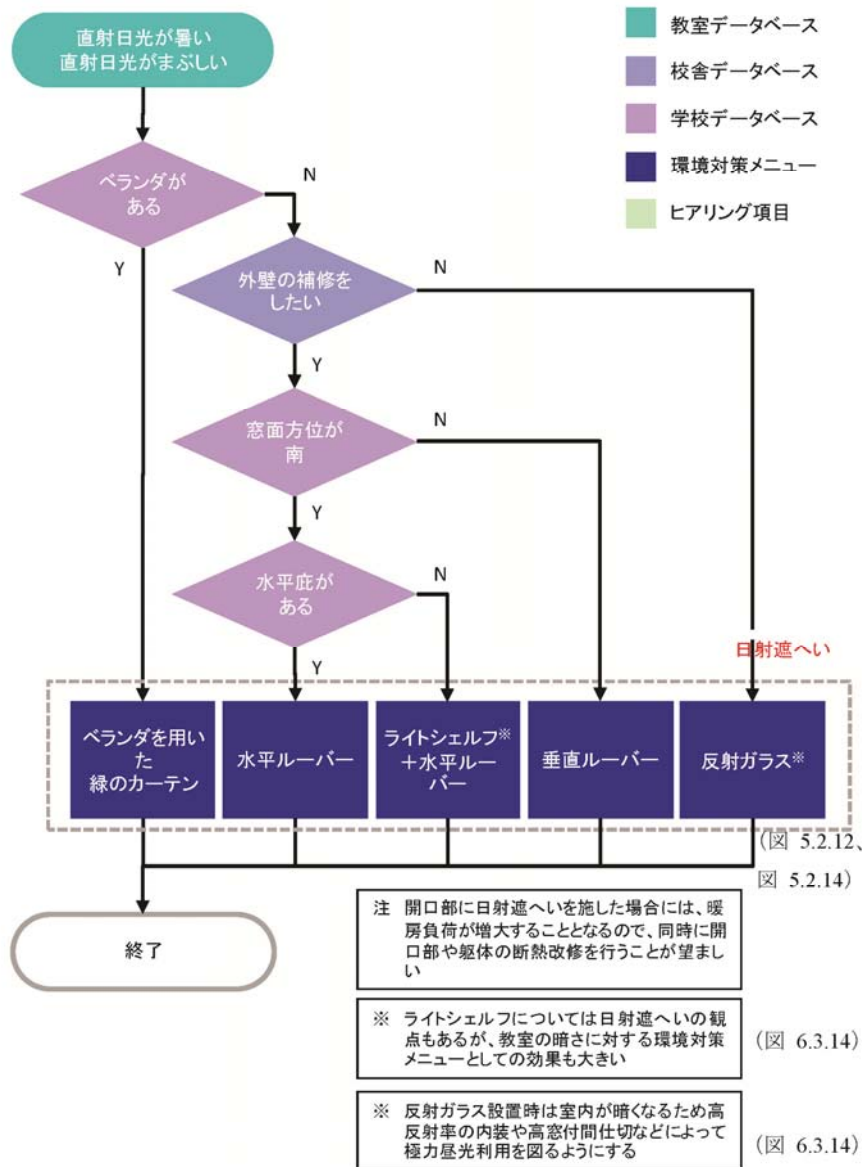 直射日光が暑い
直射日光がまぶしい
教室データベース
校舎データベース
学校データベース
環境対策メニュー
ヒアリング項目
ベランダが
ある
N
Y
外壁の補修を
したい
N
Y
窓面方位が
南
N
Y
水平庇が
ある
N
Y
日射遮へい
ベランダを用い
た
緑のカーテン
水平ルーバー
ライトシェルフ※
＋水平ルー
バー
垂直ルーバー
反射ガラス※
(図 5.2.12、
図 5.2.14)
終了
注 開口部に日射遮へいを施した場合には、暖
房負荷が増大することとなるので、同時に開
口部や躯体の断熱改修を行うことが望まし
い
※ ライトシェルフについては日射遮へいの観
点もあるが、教室の暗さに対する環境対策
メニューとしての効果も大きい
(図 6.3.14)
※ 反射ガラス設置時は室内が暗くなるため高
反射率の内装や高窓付間仕切などによって
極力昼光利用を図るようにする
(図 6.3.14)